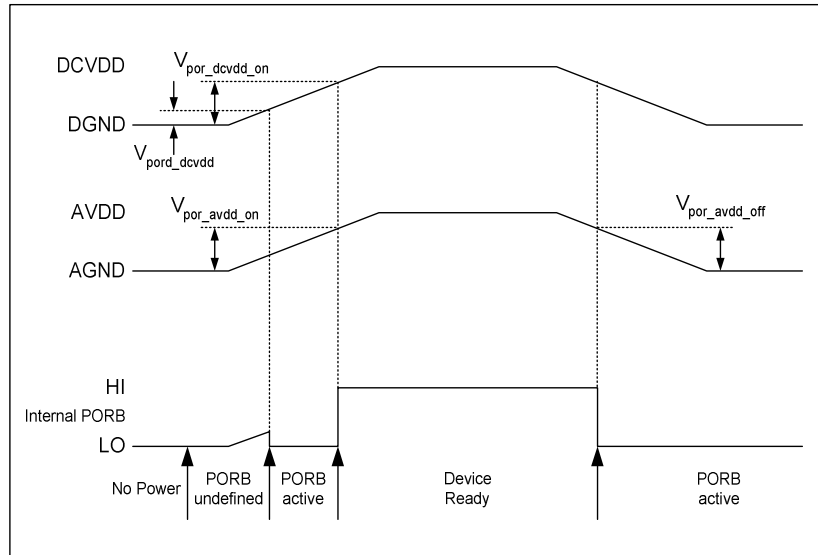 DCVDD
Vpor_dcvdd_on
DGND
Vpord_dcvdd
AVDD
Vpor_avdd_on
Vpor_avdd_off
AGND
HI
Internal PORB
LO
No Power
PORB
undefined
PORB
active
Device
Ready
PORB
active